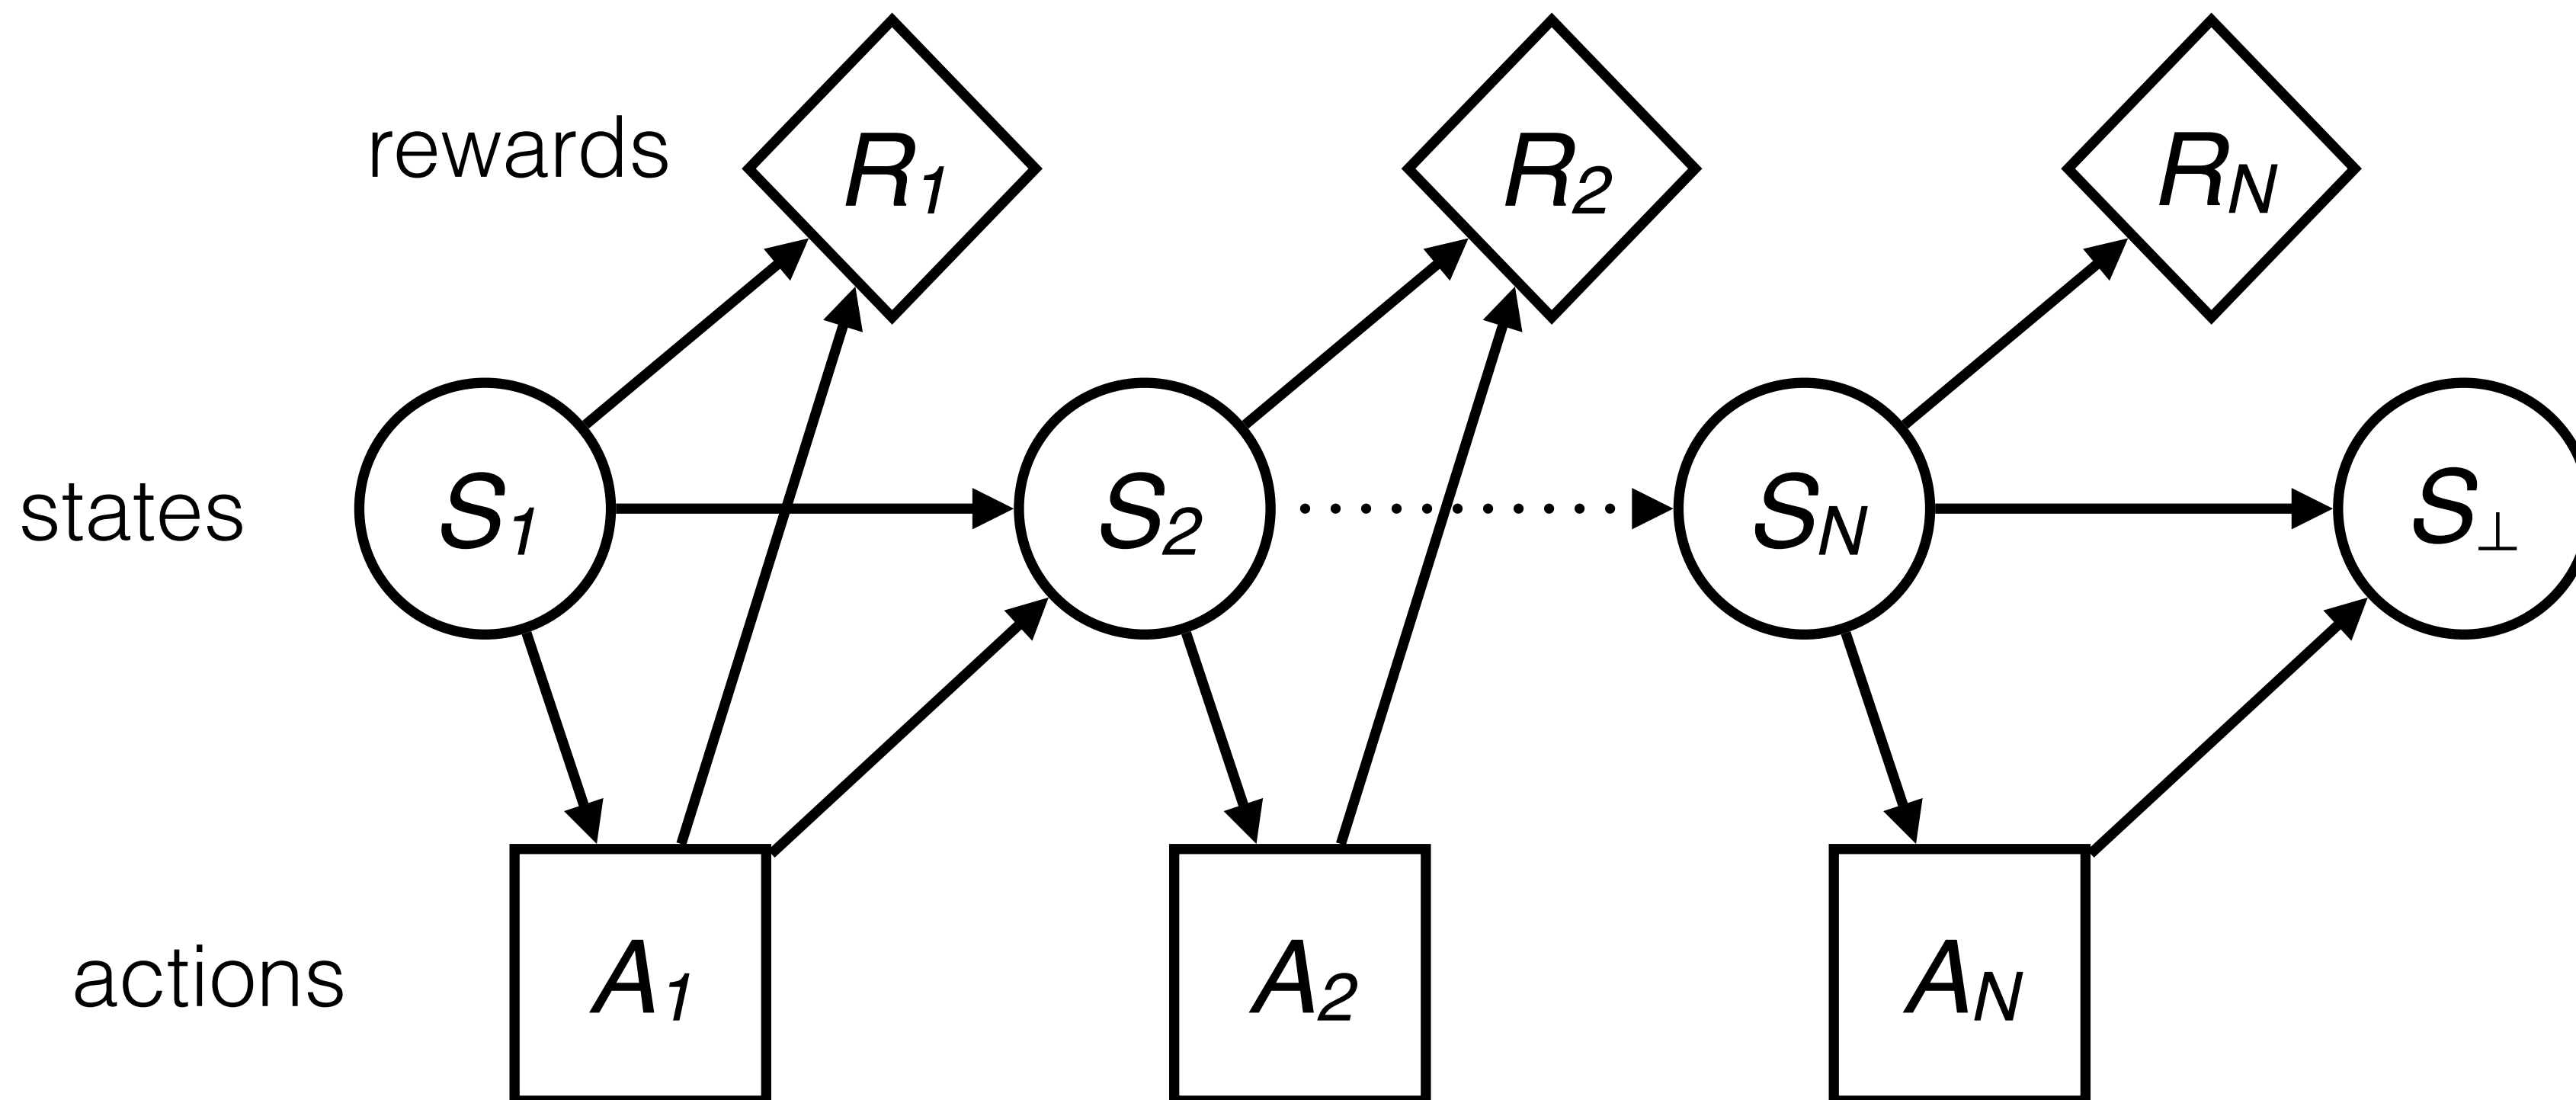 rewards R1 R2 RN
states S1 S2 SN S⊥
actions A1 A2 AN